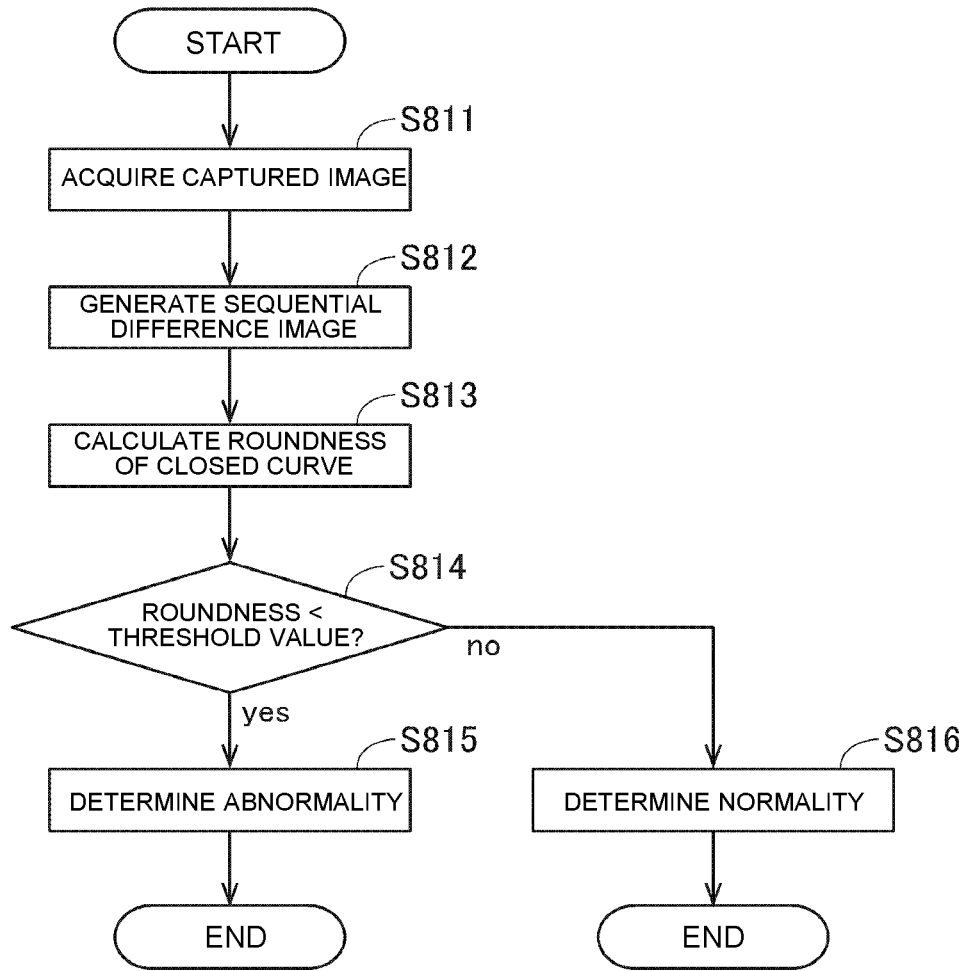 START
S811
ACQUIRE CAPTURED IMAGE
S812
GENERATE SEQUENTIAL
DIFFERENCE IMAGE
S813
CALCULATE ROUNDNESS
OF CLOSED CURVE
S814
ROUNDNESS <
THRESHOLD VALUE?
no
yes
S815
DETERMINE ABNORMALITY
S816
DETERMINE NORMALITY
END
END